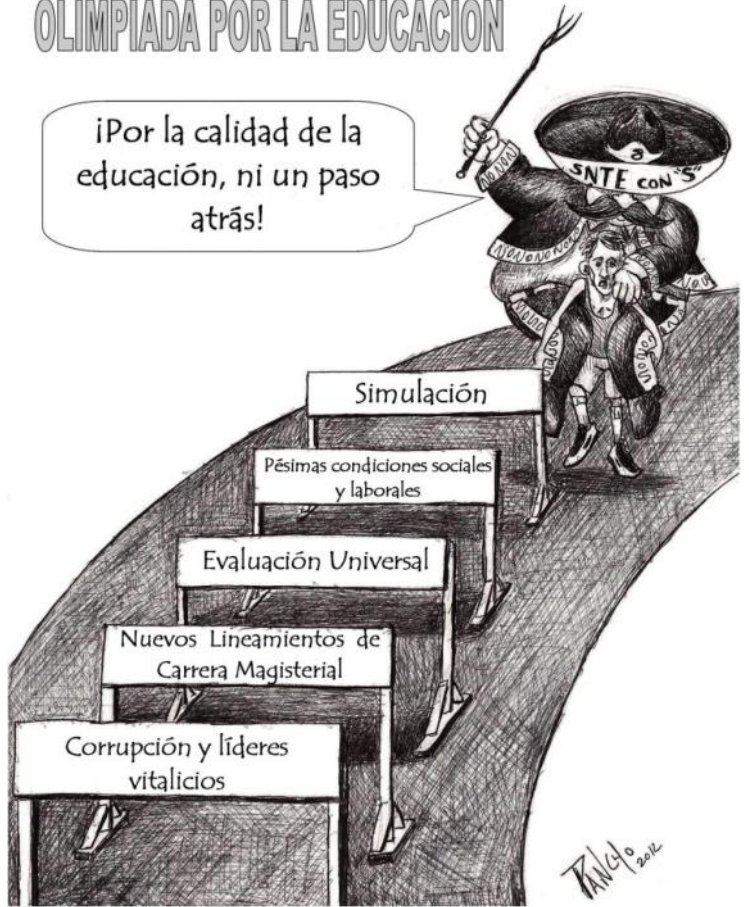 OLIMPIADA POR LA EDUCACIÓN
¡Por la calidad de la
educación, ni un paso
atrás!
SNTE CON "S"
Simulación
Pésimas condiciones sociales
y laborales
Evaluación Universal
Nuevos Lineamientos de
Carrera Magisterial
Corrupción y líderes
vitalicios
PANCHO 2012